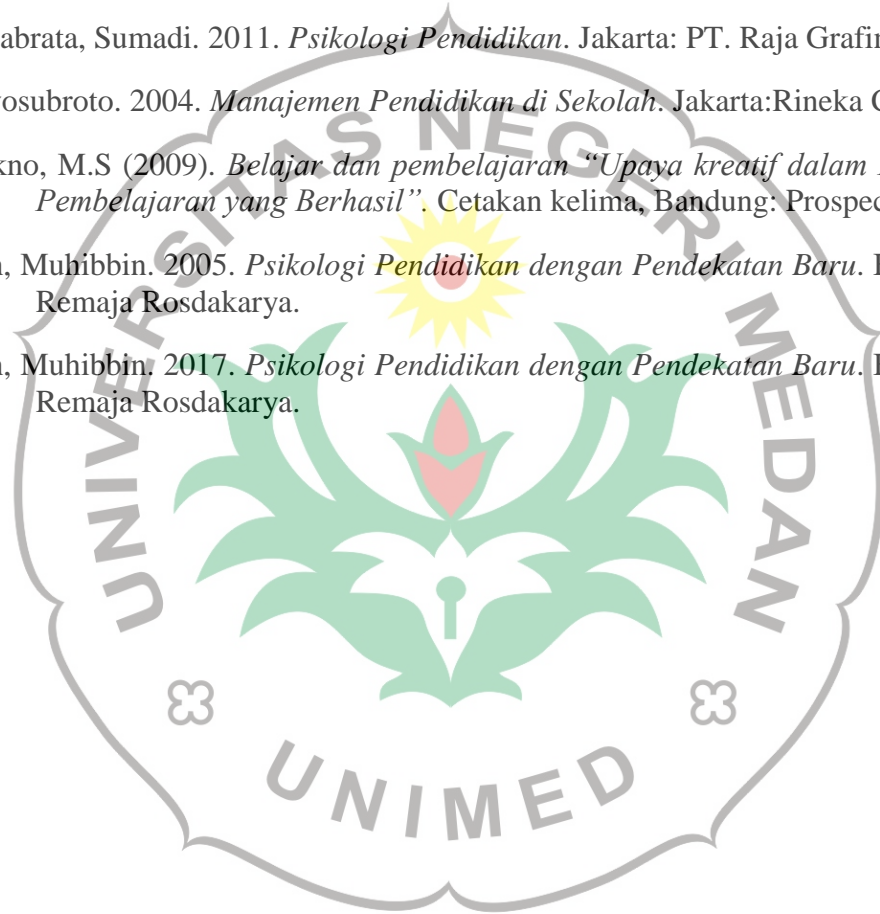 abrata, Sumadi. 2011. Psikologi Pendidikan. Jakarta: PT. Raja Grafin
osubroto. 2004. Manajemen Pendidikan di Sekolah. Jakarta:Rineka
kno, M.S (2009). Belajar dan pembelajaran “Upaya kreatif dalam
Pembelajaran yang Berhasil”. Cetakan kelima, Bandung: Prospec
, Muhibbin. 2005. Psikologi Pendidikan dengan Pendekatan Baru.
Remaja Rosdakarya.
, Muhibbin. 2017. Psikologi Pendidikan dengan Pendekatan Baru.
Remaja Rosdakarya.
UNIVERSITAS NEGERI MEDAN
UNIMED